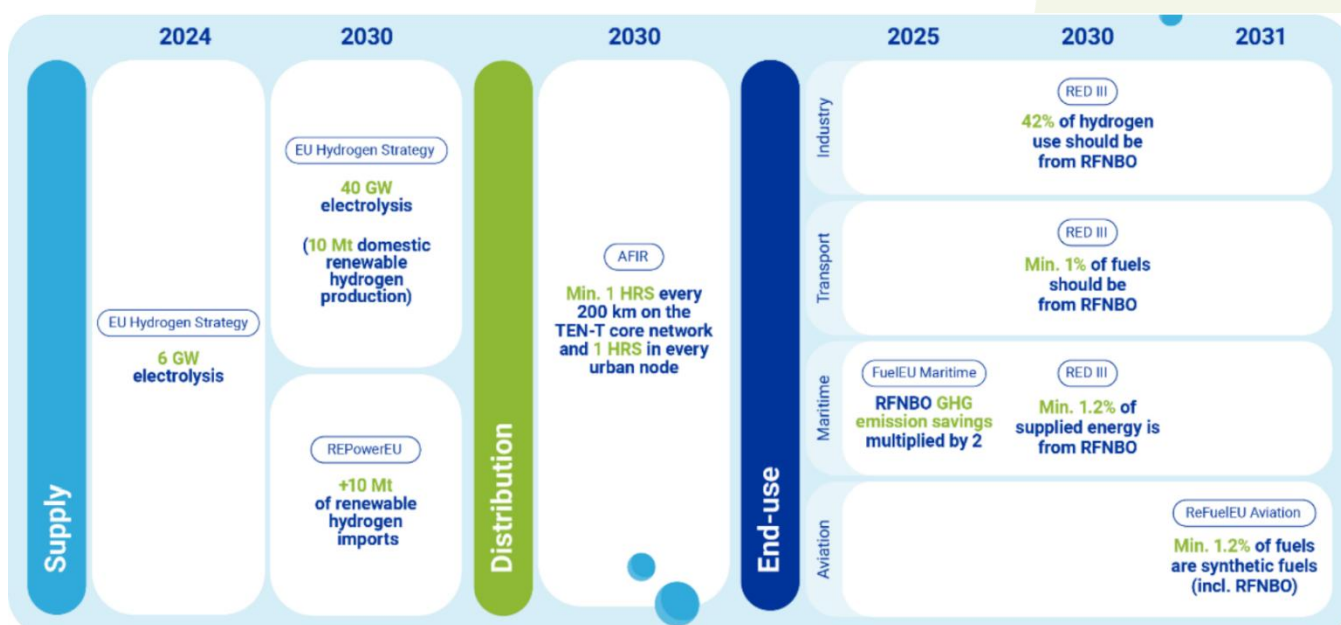 2024
2030
2030
2025
2030
2031
Supply
EU Hydrogen Strategy
6 GW
electrolysis
EU Hydrogen Strategy
40 GW
electrolysis
(10 Mt domestic
renewable
hydrogen
production)
REPowerEU
+10 Mt
of renewable
hydrogen
imports
Distribution
AFIR
Min. 1 HRS every
200 km on the
TEN-T core network
and 1 HRS in every
urban node
End-use
Industry
RED III
42% of hydrogen
use should be
from RFNBO
Transport
RED III
Min. 1% of fuels
should be
from RFNBO
Maritime
FuelEU Maritime
RFNBO GHG
emission savings
multiplied by 2
RED III
Min. 1.2% of
supplied energy is
from RFNBO
Aviation
ReFuelEU Aviation
Min. 1.2% of fuels
are synthetic fuels
(incl. RFNBO)